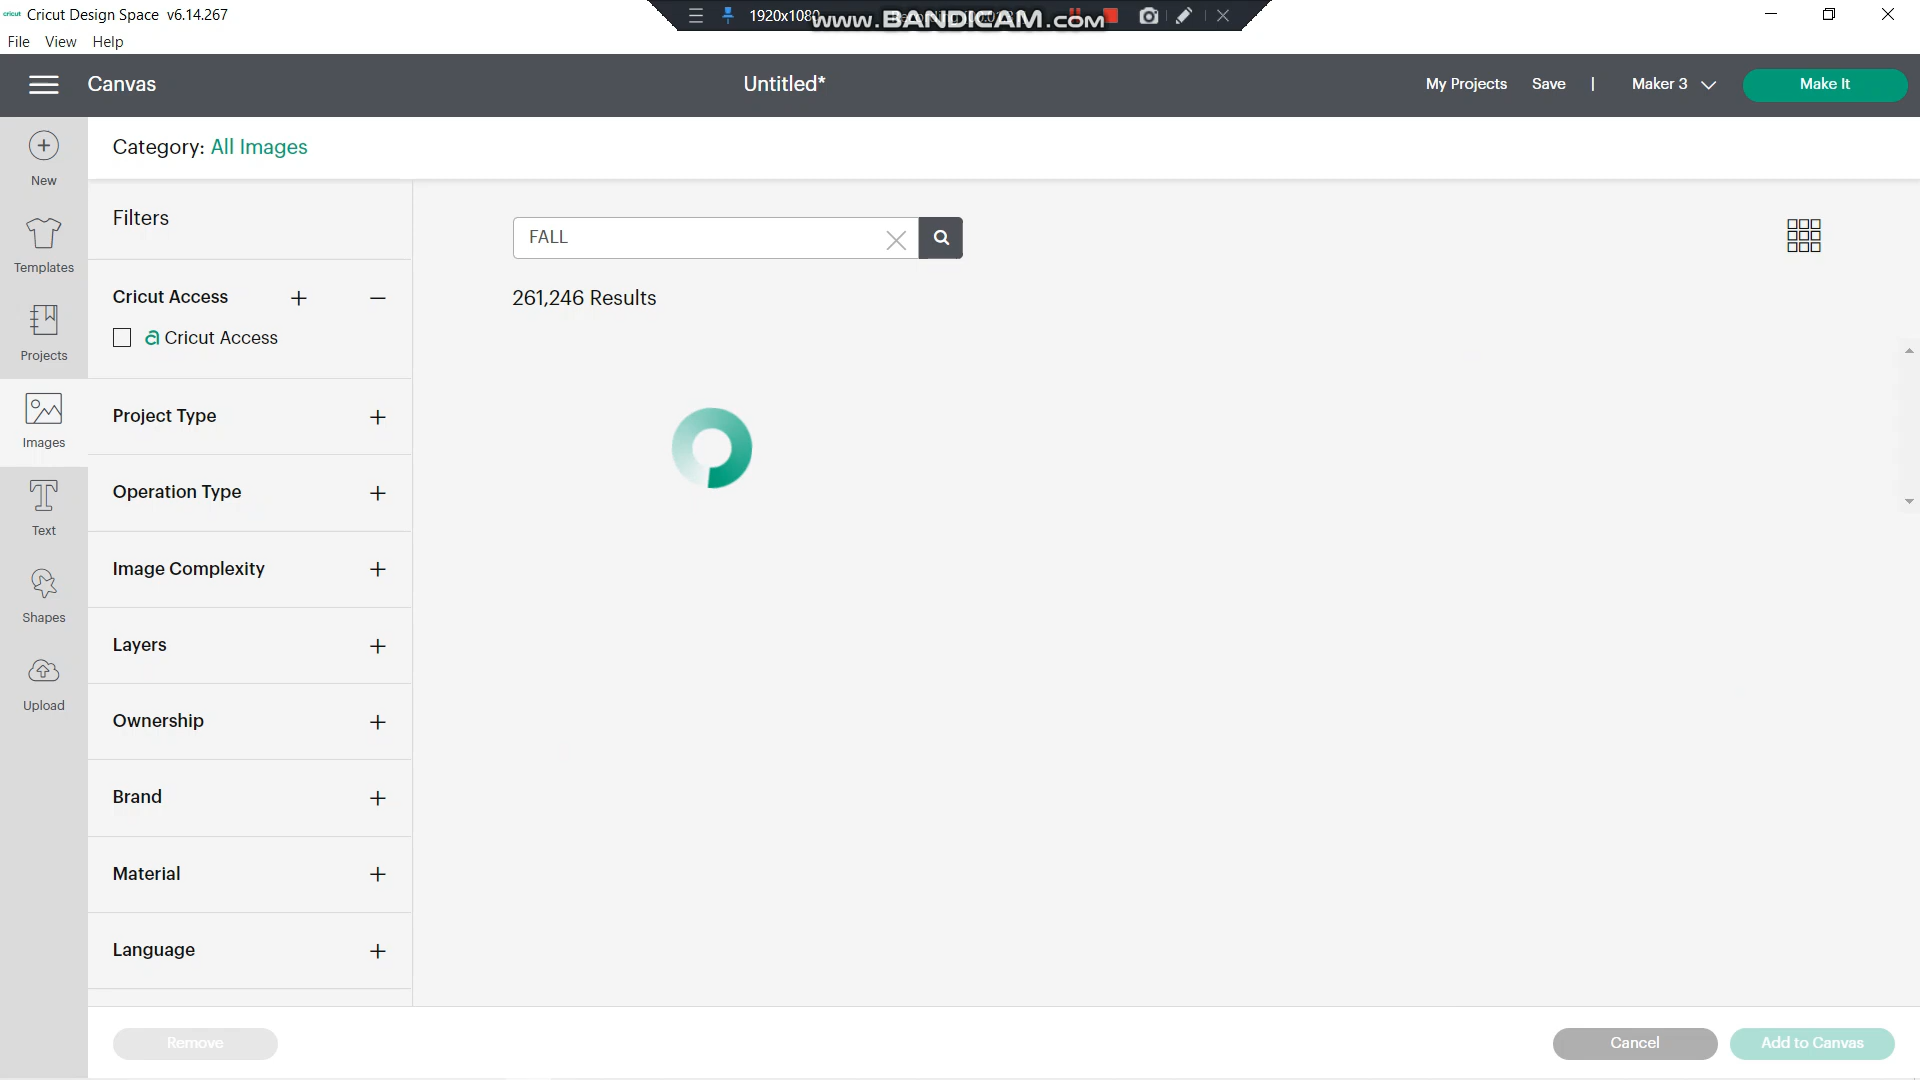 cricut Cricut Design Space v6.14.267
1920x1080
www.BANDICAM.com
File View Help
Canvas
Untitled*
My Projects Save | Maker 3
Make It
Category: All Images
New
Templates
Projects
Images
Text
Shapes
Upload
Filters
Cricut Access
Cricut Access
Project Type
Operation Type
Image Complexity
Layers
Ownership
Brand
Material
Language
FALL
261,246 Results
Remove
Cancel
Add to Canvas